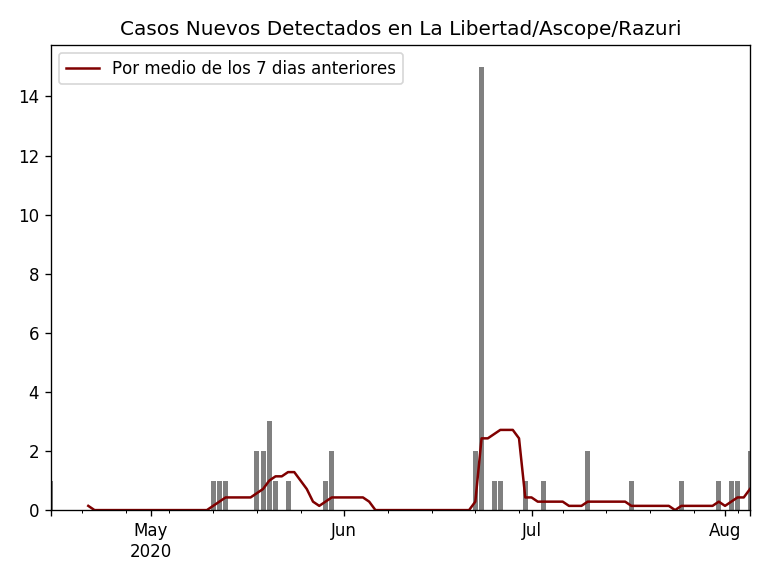 Casos Nuevos Detectados en La Libertad/Ascope/Razuri
Por medio de los 7 dias anteriores
14
12
10
8
6
4
2
0
May
2020
Jun
Jul
Aug